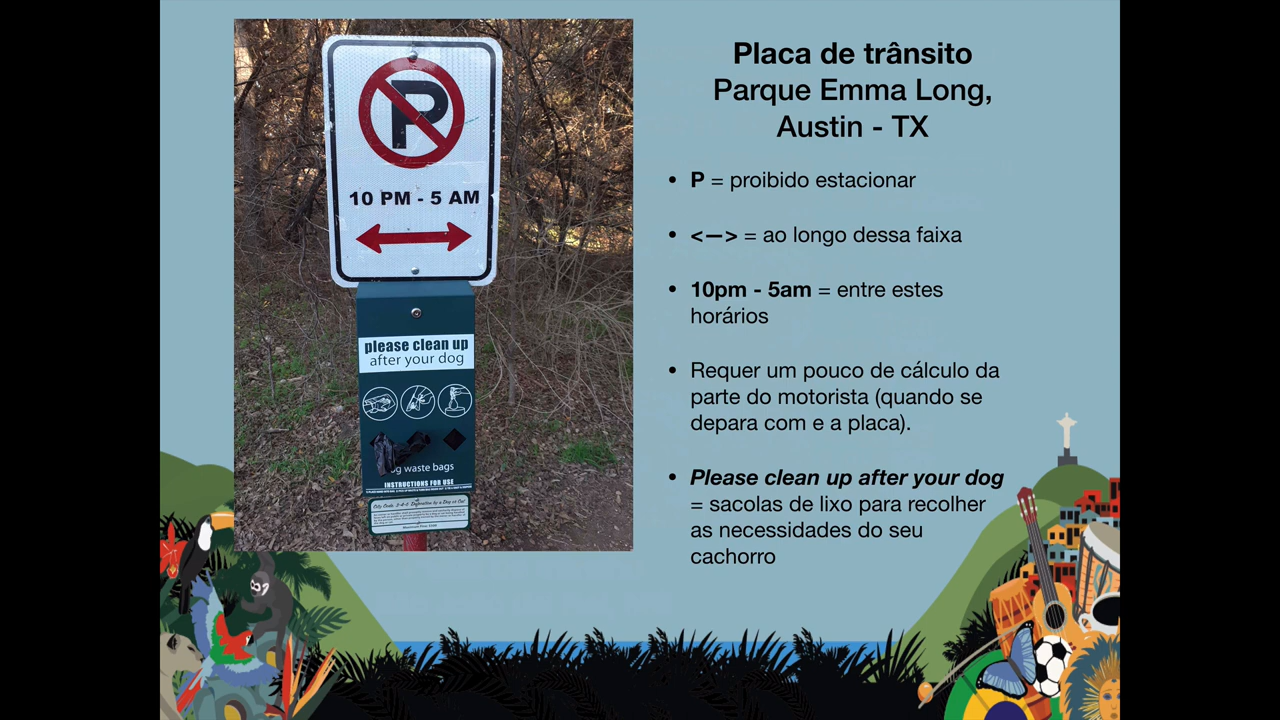 P
10 PM - 5 AM
please clean up
after your dog
dog waste bags
INSTRUCTIONS FOR USE
Placa de trânsito
Parque Emma Long,
Austin - TX
• P = proibido estacionar
• <—> = ao longo dessa faixa
• 10pm - 5am = entre estes
horários
• Requer um pouco de cálculo da
parte do motorista (quando se
depara com e a placa).
• Please clean up after your dog
= sacolas de lixo para recolher
as necessidades do seu
cachorro